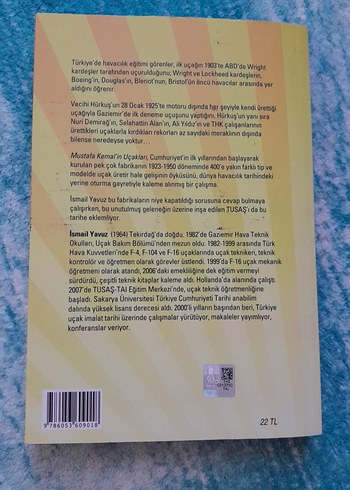 Türkiye'de havacılık eğitimi görenler, ilk uçağın 1903'te ABD'de Wright
kardeşler tarafından uçurulduğunu; Wright ve Lockheed kardeşlerin,
Boeing'in, Douglas'ın, Bleriot'nun, Bristol'ün öncü havacılar arasında yer
aldığını öğrenir.
Vecihi Hürkuş'un 28 Ocak 1925'te motoru dışında her şeyiyle kendi ürettiği
uçağıyla Gaziemir'de ilk deneme uçuşunu yaptığını, Hürkuş'un yanı sıra
Nuri Demirağ'ın, Selahattin Alan'ın, Ali Yıldız'ın ve THK çalışanlarının
ürettikleri uçaklarla kırdıkları rekorları az sayıdaki meraklının dışında
bilense neredeyse yoktur...
Mustafa Kemal'in Uçakları, Cumhuriyet'in ilk yıllarından başlayarak
kurulan pek çok fabrikanın 1923-1950 döneminde 400'e yakın farklı tip ve
modelde uçak üretir hale gelişinin öyküsünü, dünya havacılık tarihindeki
yerine oturma gayretiyle kaleme alınmış bir çalışma.
İsmail Yavuz bu fabrikaların niye kapatıldığı sorusuna cevap bulmaya
çalışırken, bu unutulmuş geleneğin üzerine inşa edilen TUSAŞ'ı da bu
tarihe eklemliyor.
İsmail Yavuz (1964) Tekirdağ'da doğdu. 1982'de Gaziemir Hava Teknik
Okulları, Uçak Bakım Bölümü'nden mezun oldu. 1982-1999 arasında Türk
Hava Kuvvetleri'nde F-4, F-104 ve F-16 uçaklarında uçak teknikeri, teknik
kontrolör ve öğretmen olarak görevler üstlendi. 1999'da F-16 uçak mekanik
öğretmeni olarak atandı, 2006'daki emekliliğine dek eğitim vermeyi
sürdürdü, çeşitli teknik kitaplar kaleme aldı. Hollanda'da alanında çalıştı.
2007'de TUSAŞ-TAI Eğitim Merkezi'nde, uçak teknik öğretmenliğine
başladı. Sakarya Üniversitesi Türkiye Cumhuriyeti Tarihi anabilim
dalında yüksek lisans derecesi aldı. 2000'li yılların başından beri, Türkiye
uçak imalat tarihi üzerinde çalışmalar yürütüyor, makaleler yayımlıyor,
konferanslar veriyor.
9 786053 609018
22 TL